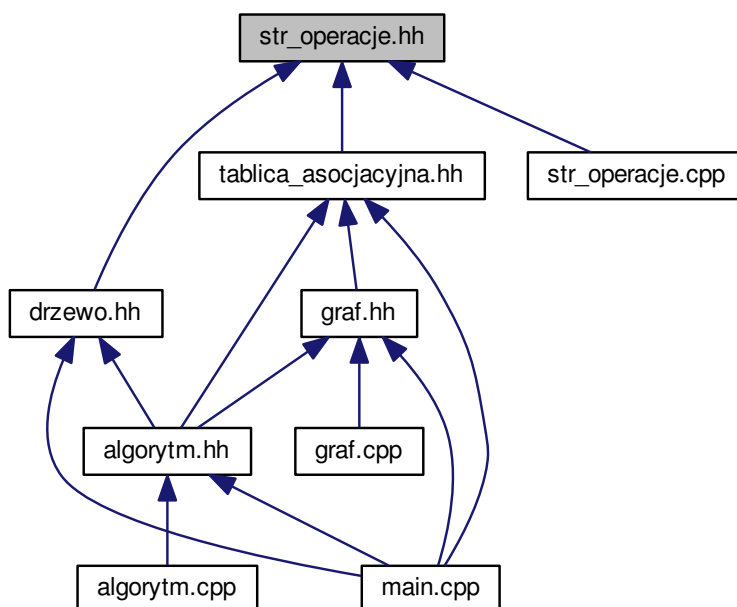 str_operacje.hh
tablica_asocjacyjna.hh
str_operacje.cpp
drzewo.hh
graf.hh
algorytm.hh
graf.cpp
algorytm.cpp
main.cpp